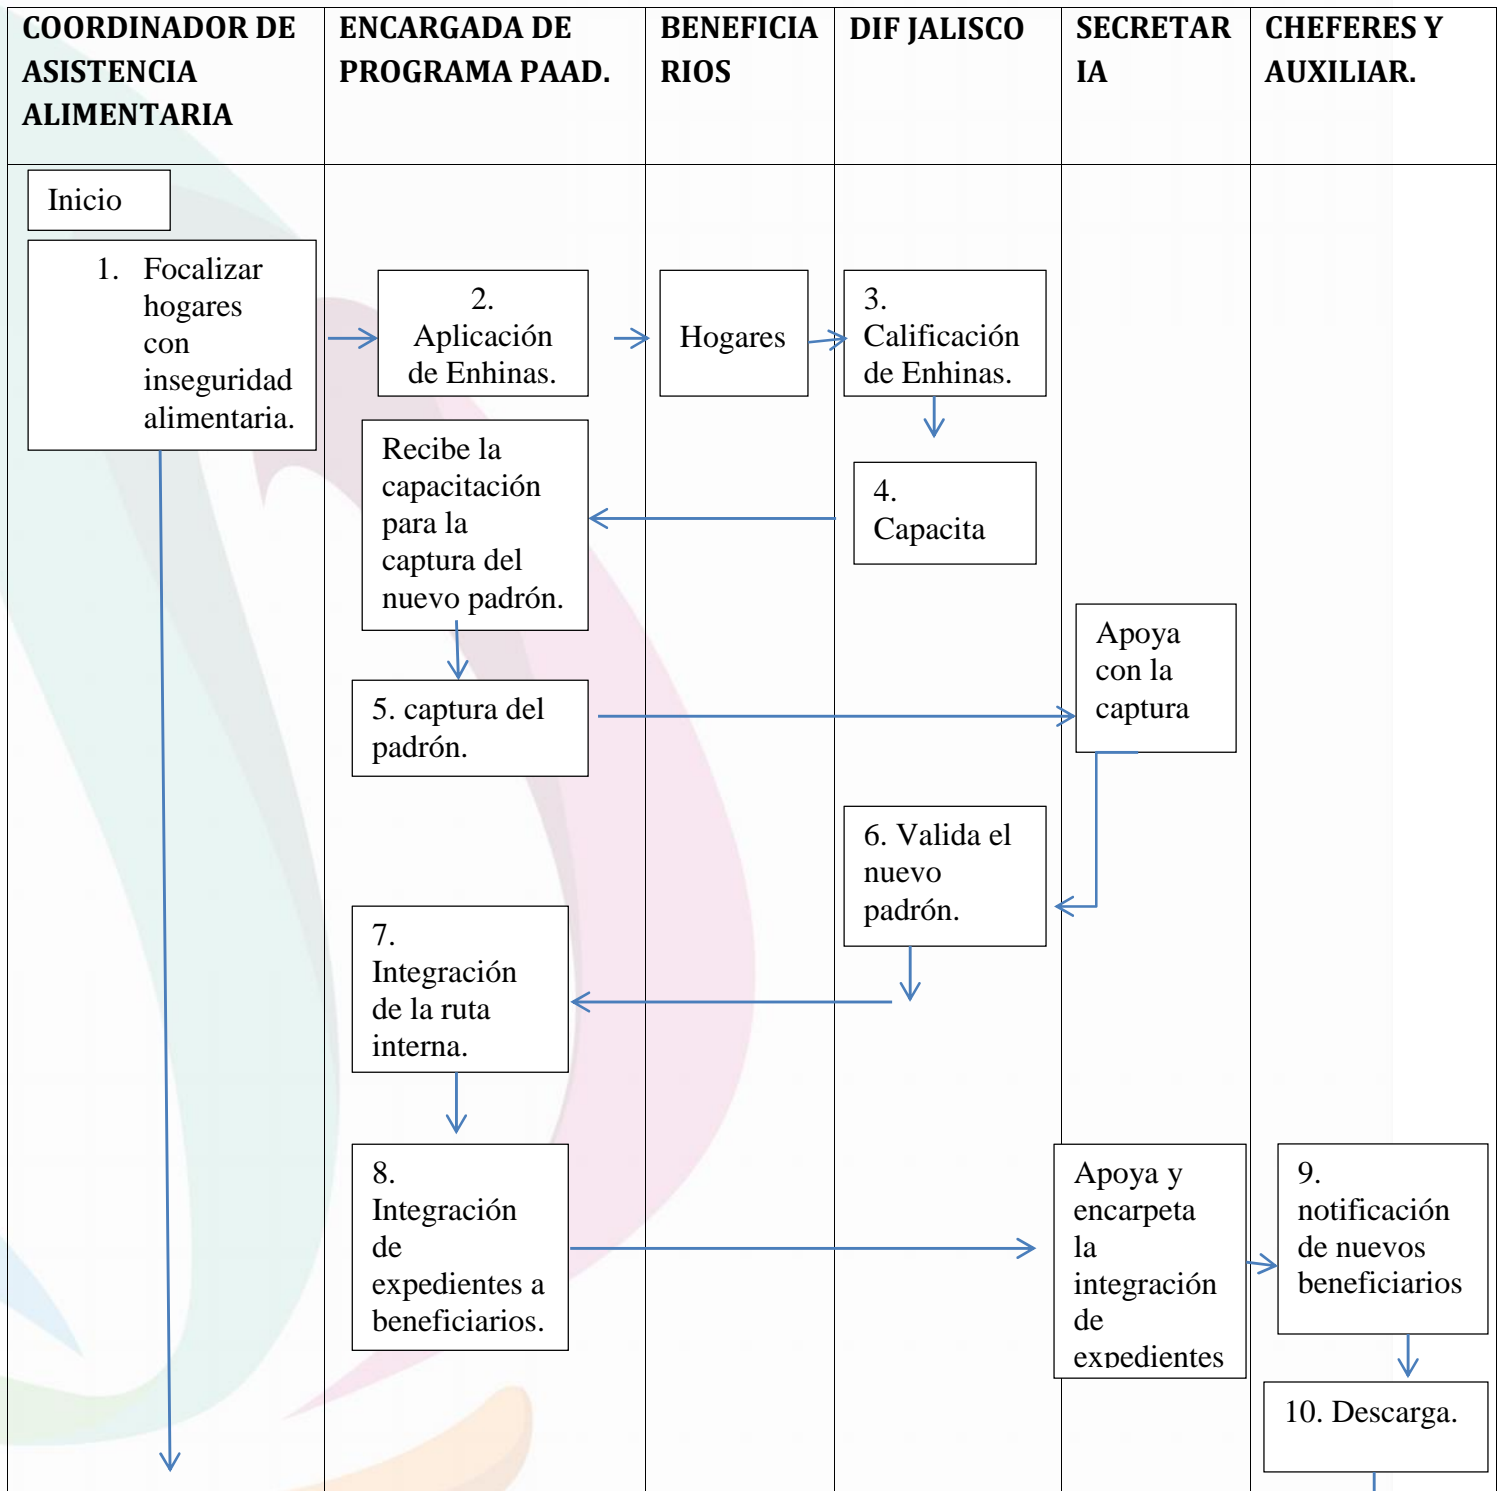 COORDINADOR DE
ASISTENCIA
ALIMENTARIA
ENCARGADA DE
PROGRAMA PAAD.
BENEFICIA
RIOS
DIF JALISCO
SECRETAR
IA
CHEFERES Y
AUXILIAR.
Inicio
1. Focalizar
hogares
con
inseguridad
alimentaria.
2.
Aplicación
de Enhinas.
Hogares
3.
Calificación
de Enhinas.
Recibe la
capacitación
para la
captura del
nuevo padrón.
4.
Capacita
5. captura del
padrón.
Apoya
con la
captura
6. Valida el
nuevo
padrón.
7.
Integración
de la ruta
interna.
8.
Integración
de
expedientes a
beneficiarios.
Apoya y
encarpeta
la
integración
de
expedientes
9.
notificación
de nuevos
beneficiarios
10. Descarga.